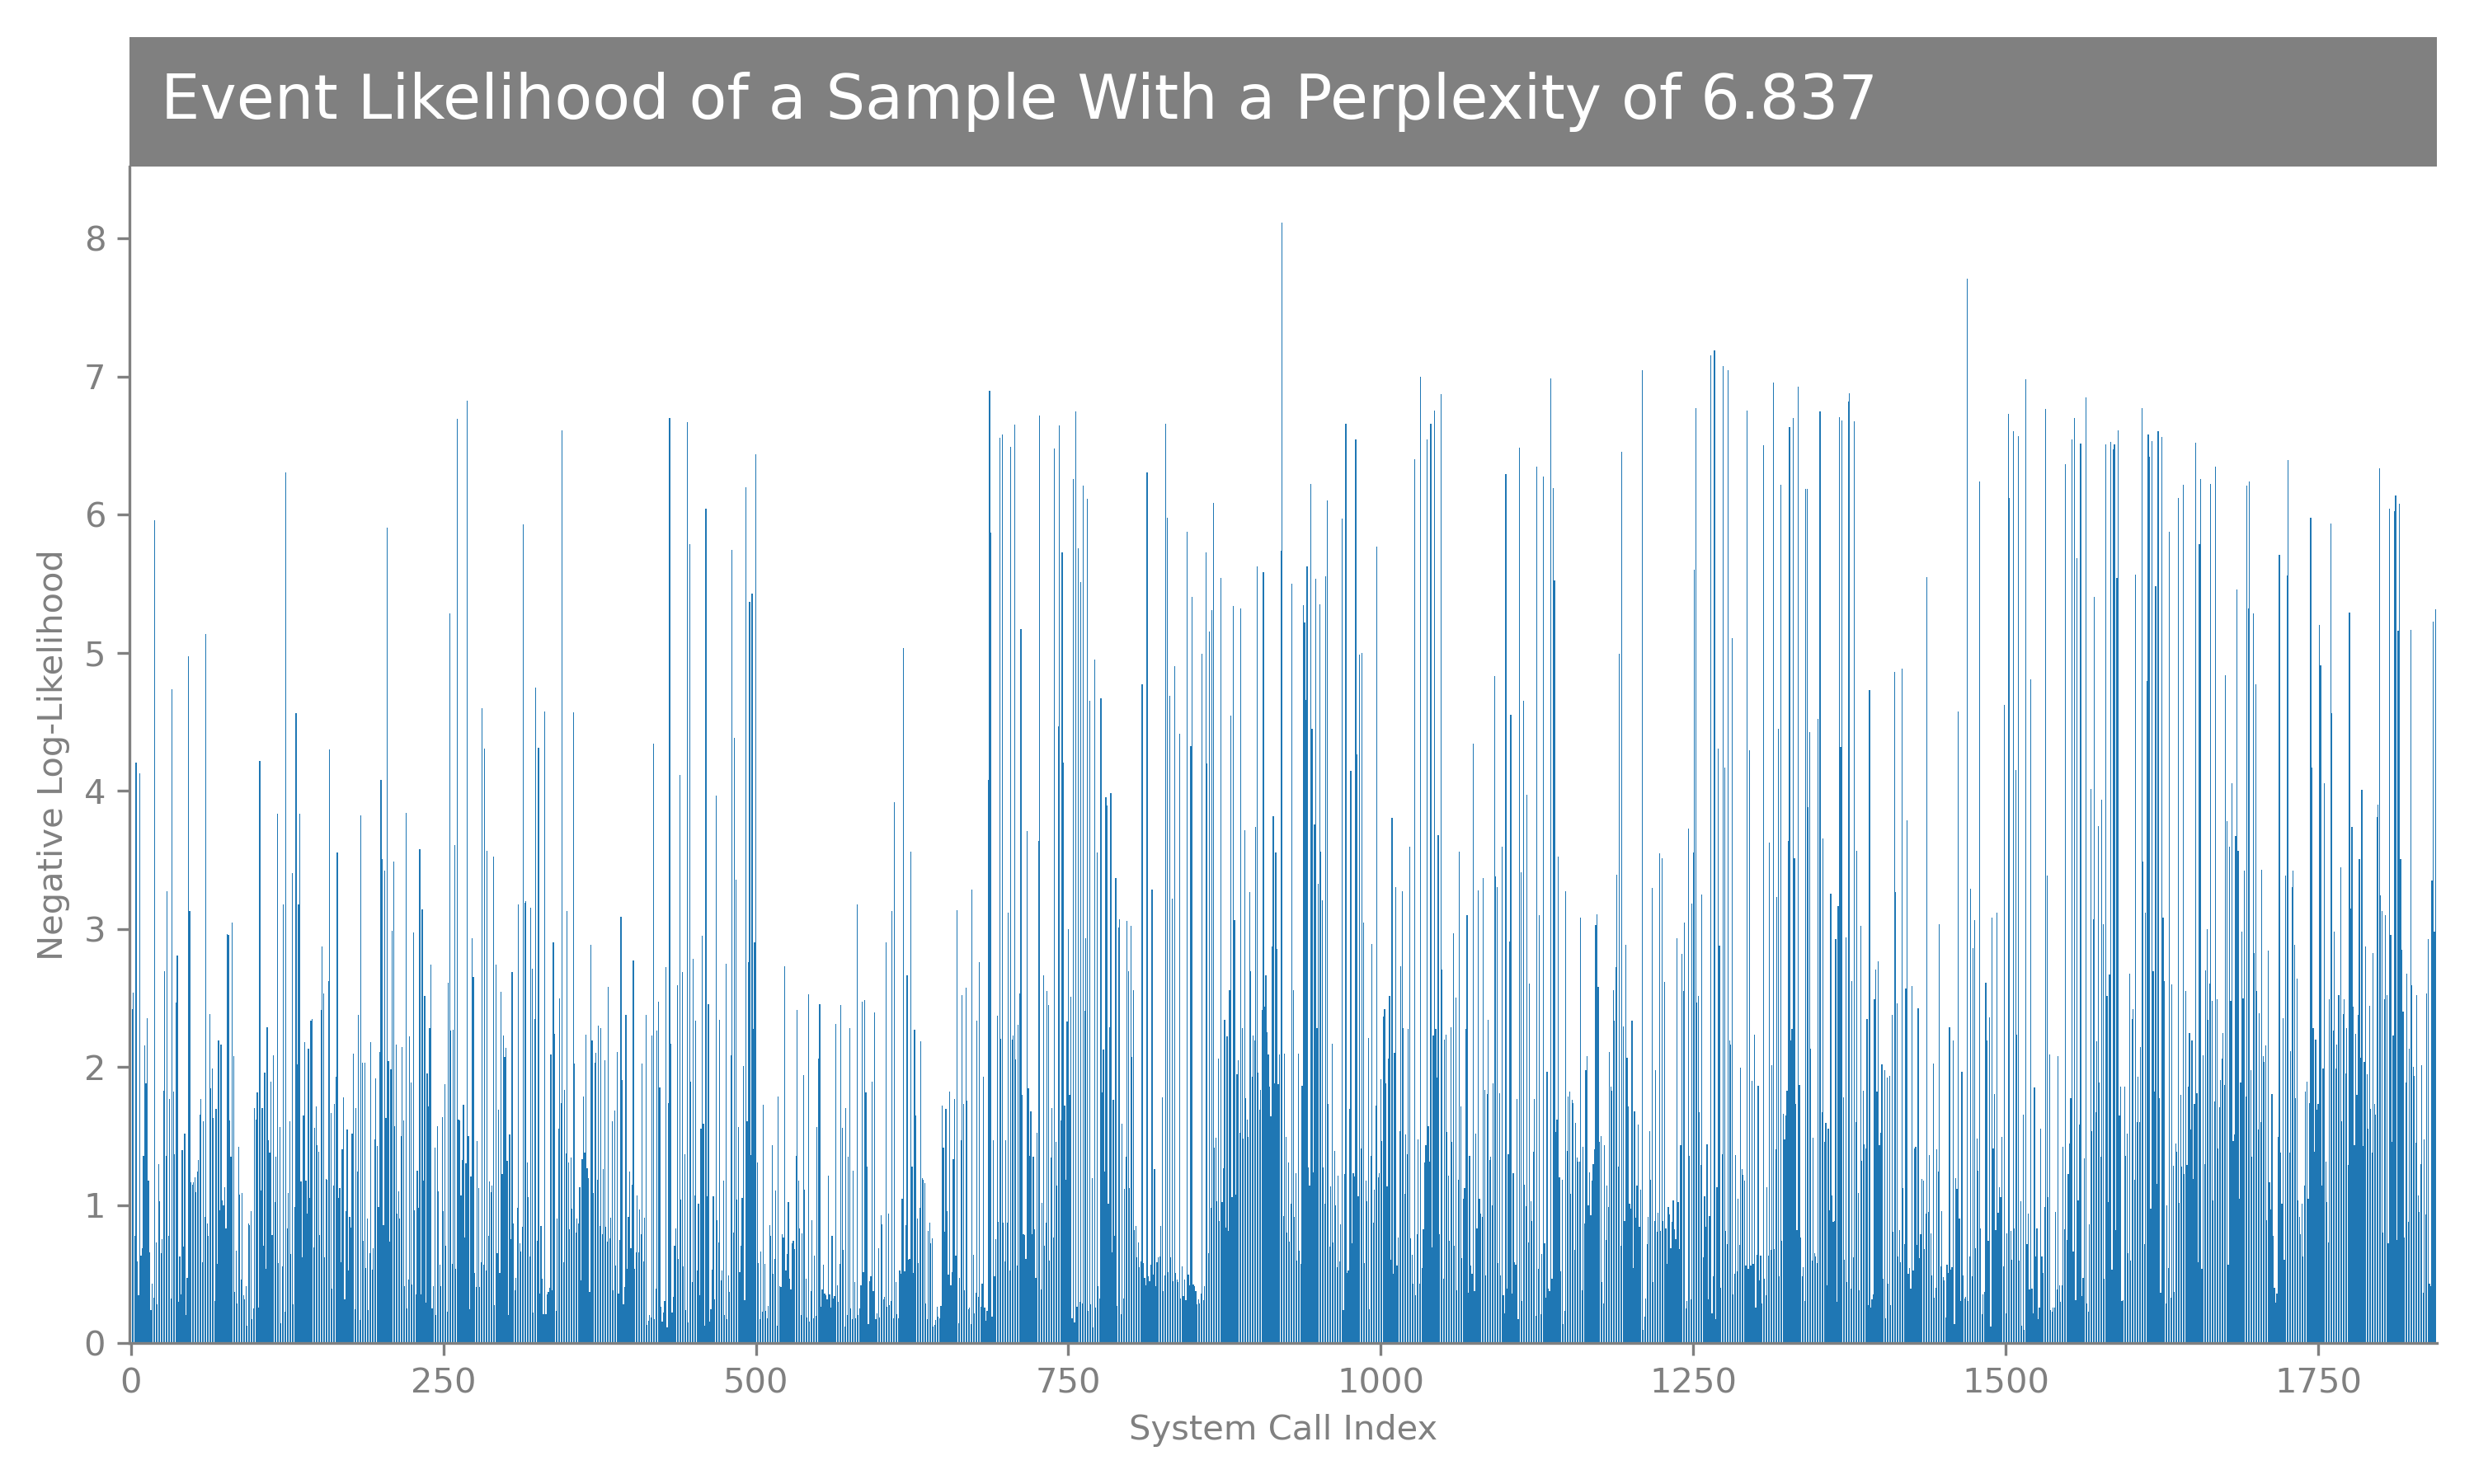 Event Likelihood of a Sample With a Perplexity of 6.837
8
7
6
5
4
3
2
1
0
Negative Log-Likelihood
0 250 500 750 1000 1250 1500 1750
System Call Index